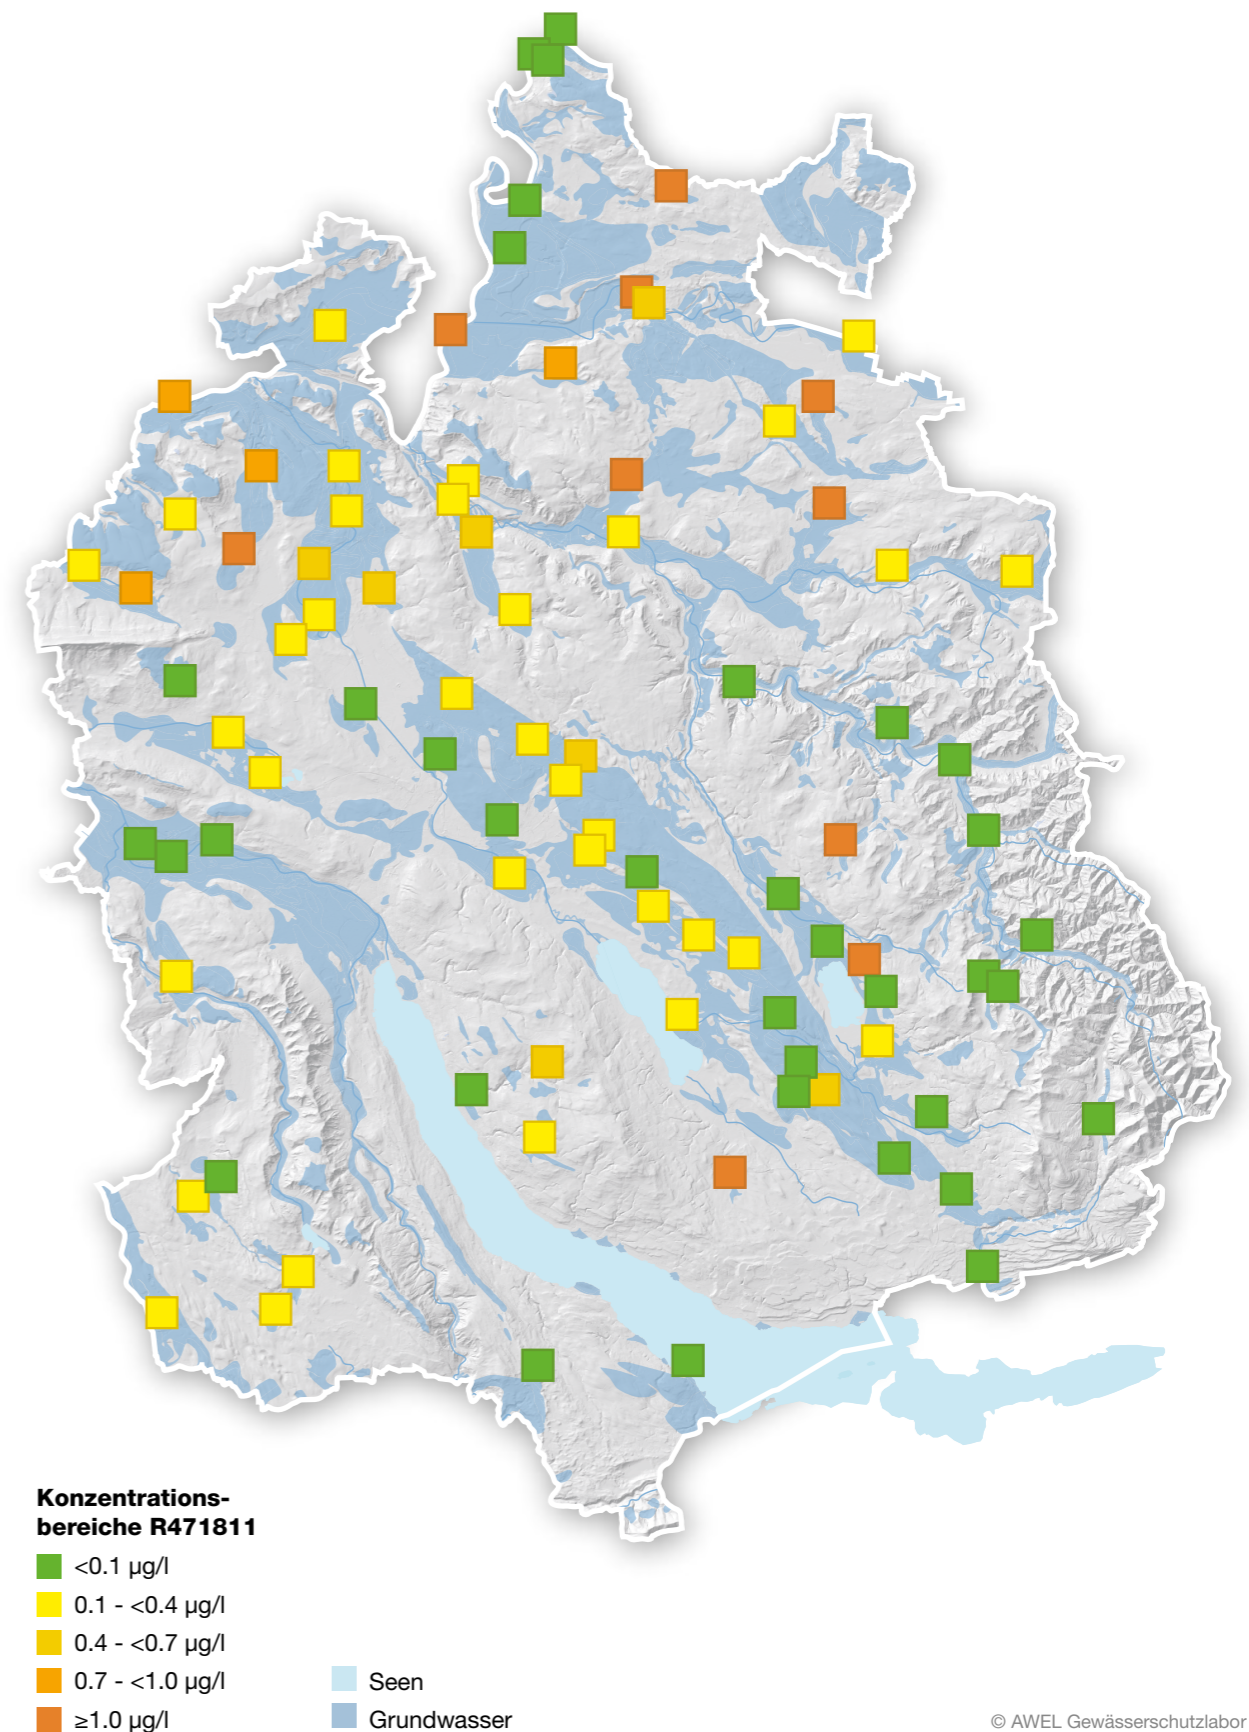 Konzentrations-
bereiche R471811
<0.1 µg/l
0.1 - <0.4 µg/l
0.4 - <0.7 µg/l
0.7 - <1.0 µg/l
≥1.0 µg/l
Seen
Grundwasser
© AWEL Gewässerschutzlabor